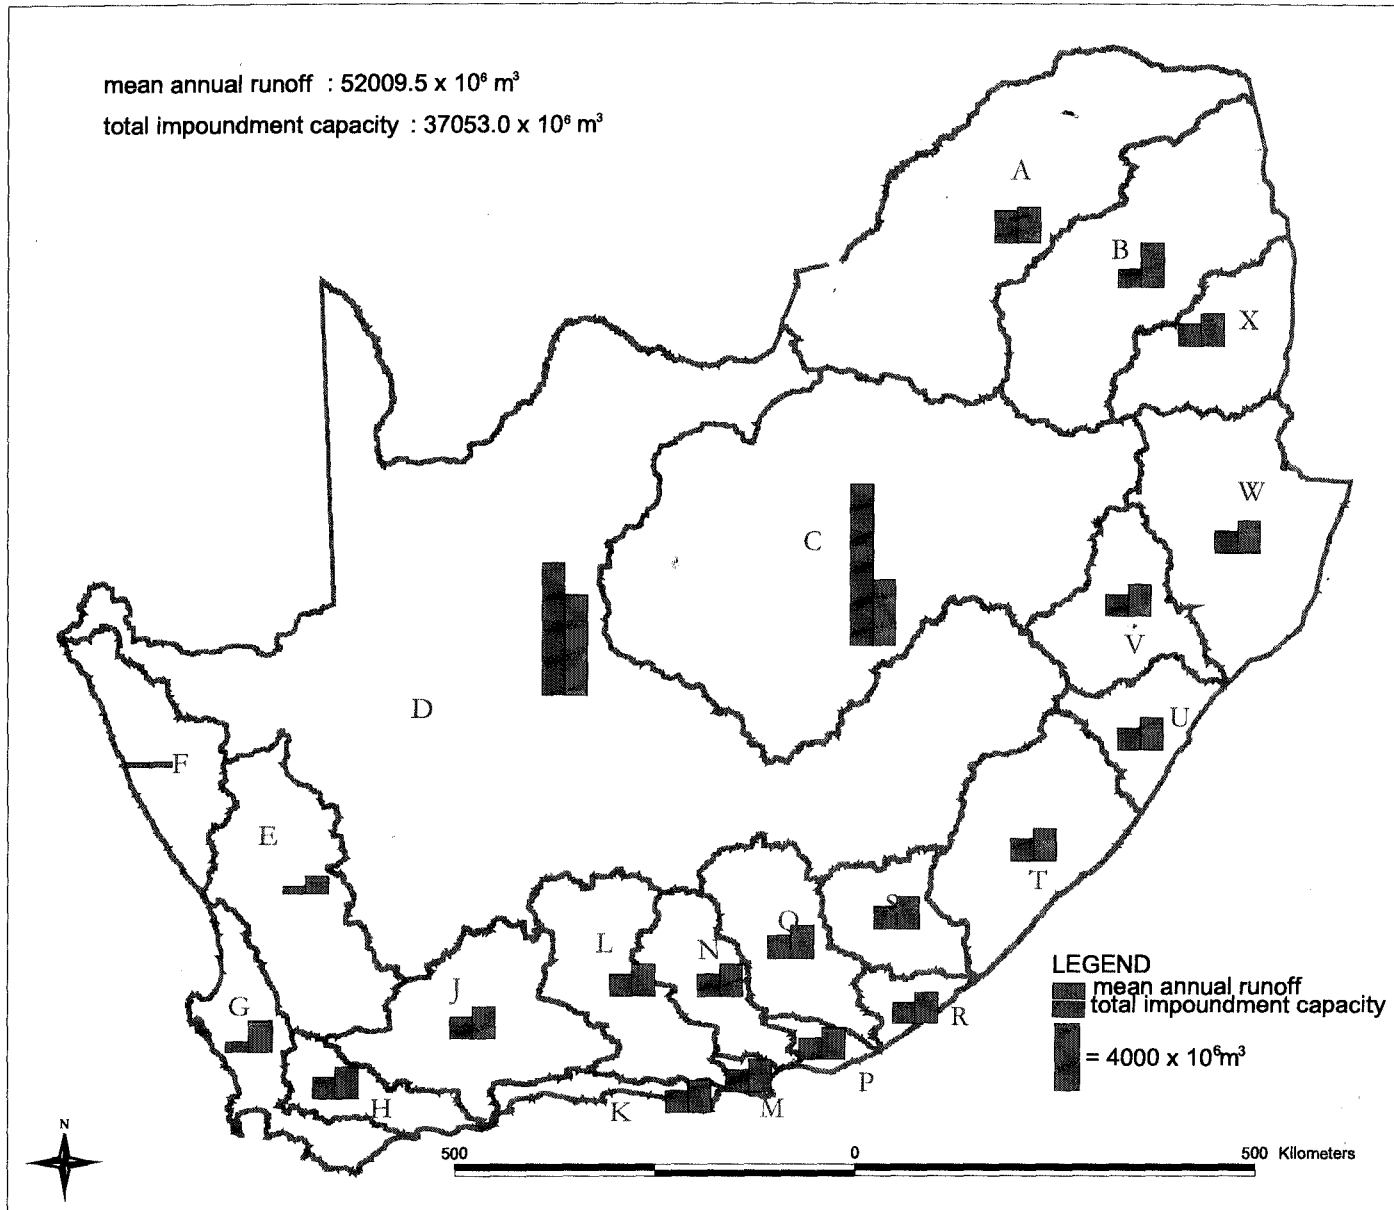 mean annual runoff : 52009.5 x 10⁶ m³
total impoundment capacity : 37053.0 x 10⁶ m³
A
B
X
W
C
V
D
U
F
E
T
S
Q
L
N
J
G
R
P
H
K
M
LEGEND
mean annual runoff
total impoundment capacity
= 4000 x 10⁶m³
N
500 0 500 Kilometers